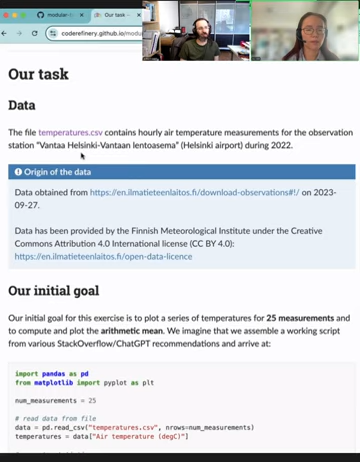 modular-
Our task –
coderefinery.github.io/modu
Our task
Data
The file temperatures.csv contains hourly air temperature measurements for the observation
station “Vantaa Helsinki-Vantaan lentoasema” (Helsinki airport) during 2022.
Origin of the data
Data obtained from https://en.ilmatieteenlaitos.fi/download-observations#!/ on 2023-
09-27.
Data has been provided by the Finnish Meteorological Institute under the Creative
Commons Attribution 4.0 International license (CC BY 4.0):
https://en.ilmatieteenlaitos.fi/open-data-licence
Our initial goal
Our initial goal for this exercise is to plot a series of temperatures for 25 measurements and
to compute and plot the arithmetic mean. We imagine that we assemble a working script
from various StackOverflow/ChatGPT recommendations and arrive at:
import pandas as pd
from matplotlib import pyplot as plt
num_measurements = 25
# read data from file
data = pd.read_csv("temperatures.csv", nrows=num_measurements)
temperatures = data["Air temperature (degC)"]